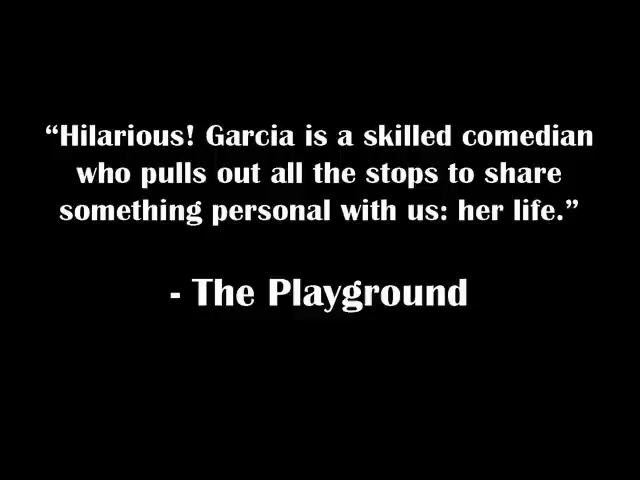 “Hilarious! Garcia is a skilled comedian
who pulls out all the stops to share
something personal with us: her life.”
- The Playground